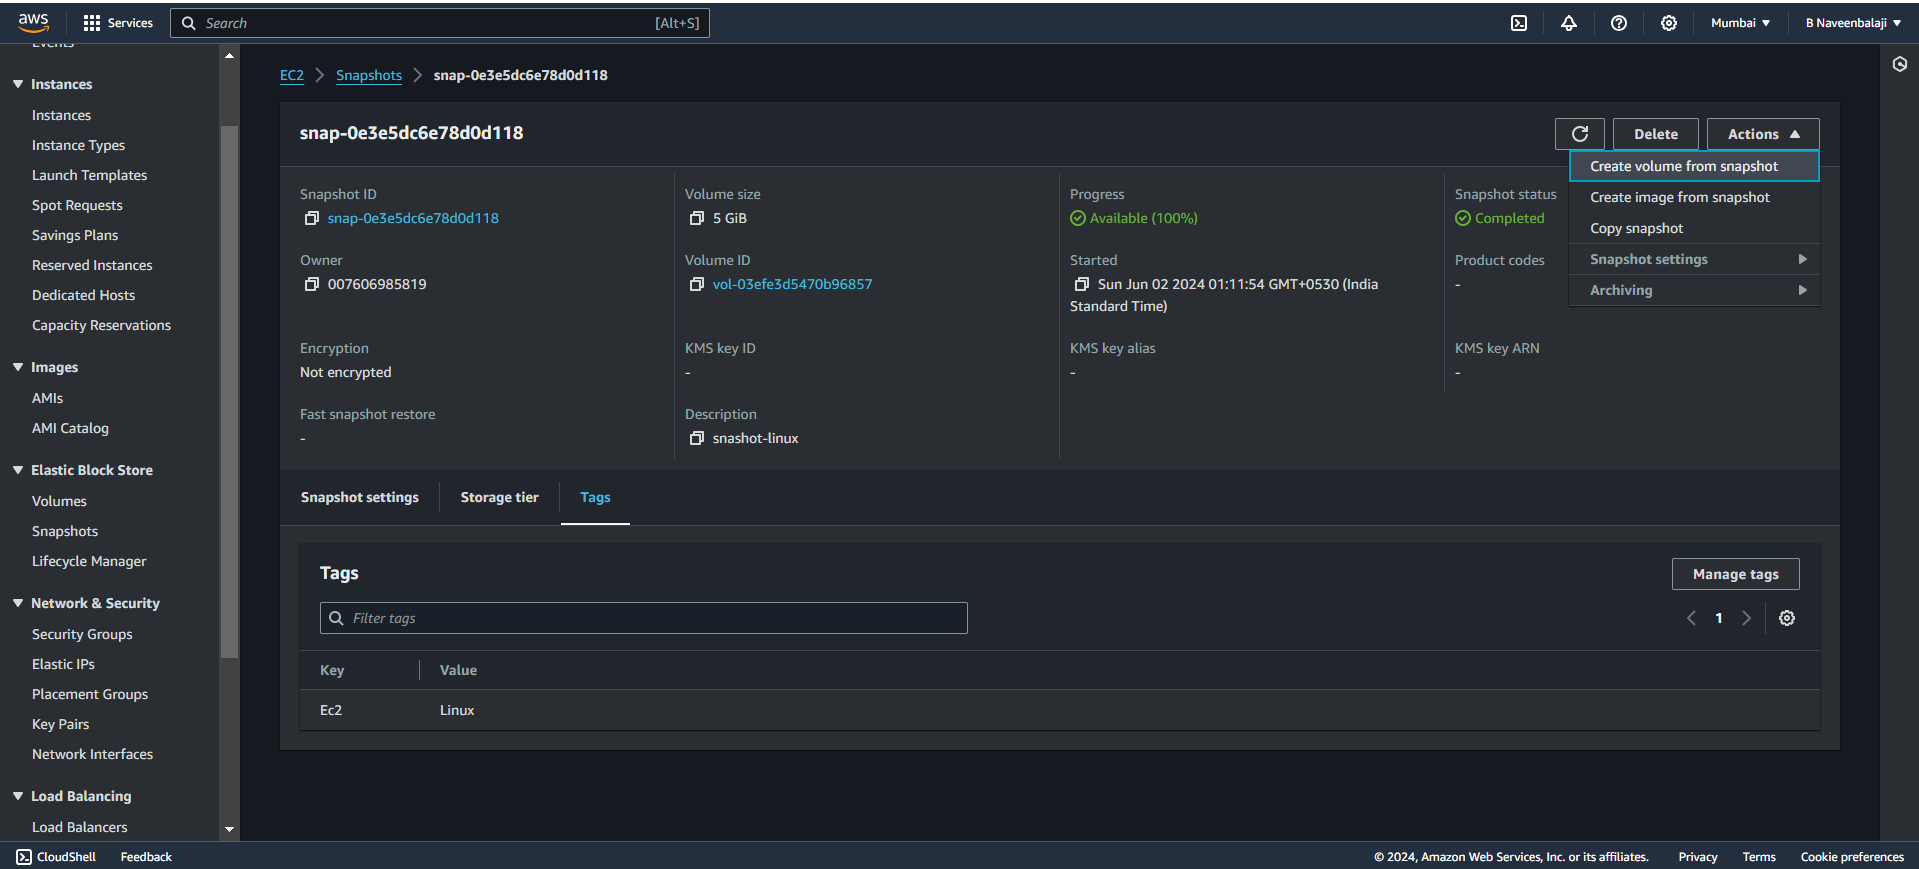 aws
Services
Search
[Alt+S]
Mumbai
B Naveenbalaji
Events
Instances
Instances
Instance Types
Launch Templates
Spot Requests
Savings Plans
Reserved Instances
Dedicated Hosts
Capacity Reservations
Images
AMIs
AMI Catalog
Elastic Block Store
Volumes
Snapshots
Lifecycle Manager
Network & Security
Security Groups
Elastic IPs
Placement Groups
Key Pairs
Network Interfaces
Load Balancing
Load Balancers
EC2
Snapshots
snap-0e3e5dc6e78d0d118
snap-0e3e5dc6e78d0d118
Delete
Actions
Create volume from snapshot
Create image from snapshot
Copy snapshot
Snapshot settings
Archiving
Snapshot ID
snap-0e3e5dc6e78d0d118
Volume size
5 GiB
Progress
Available (100%)
Snapshot status
Completed
Owner
007606985819
Volume ID
vol-03efe3d5470b96857
Started
Sun Jun 02 2024 01:11:54 GMT+0530 (India
Standard Time)
Product codes
-
Encryption
Not encrypted
KMS key ID
-
KMS key alias
-
KMS key ARN
-
Fast snapshot restore
-
Description
snashot-linux
Snapshot settings
Storage tier
Tags
Tags
Manage tags
Filter tags
1
Key
Value
Ec2
Linux
CloudShell
Feedback
© 2024, Amazon Web Services, Inc. or its affiliates.
Privacy
Terms
Cookie preferences